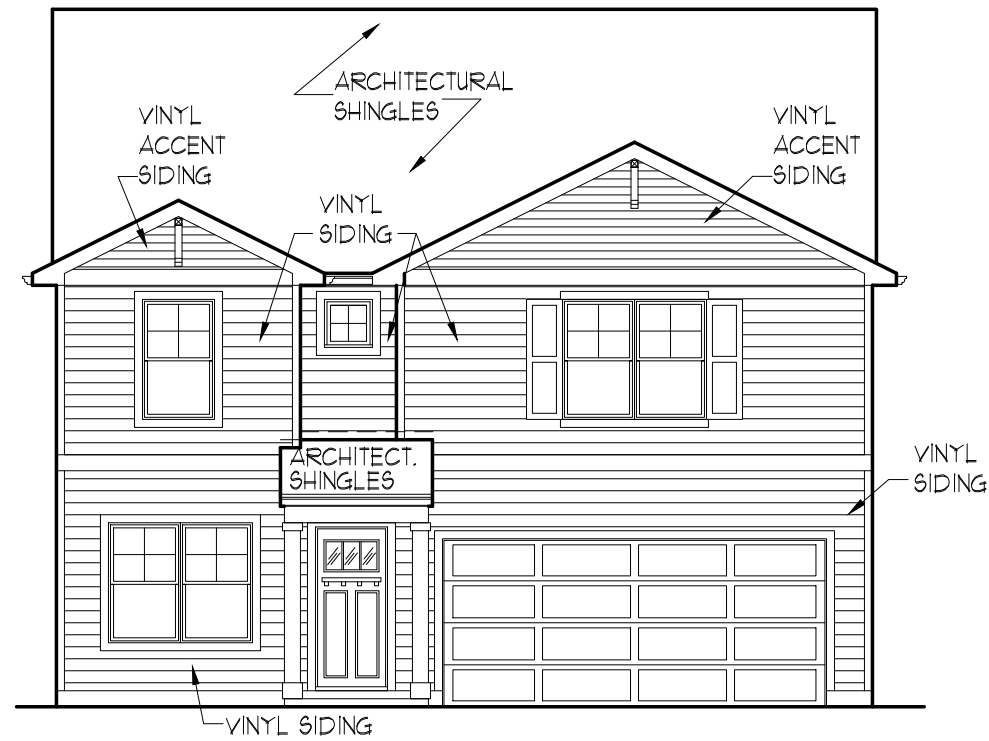 ARCHITECTURAL
SHINGLES
VINYL
ACCENT
SIDING
VINYL
ACCENT
SIDING
VINYL
SIDING
ARCHITECT.
SHINGLES
VINYL
SIDING
VINYL SIDING